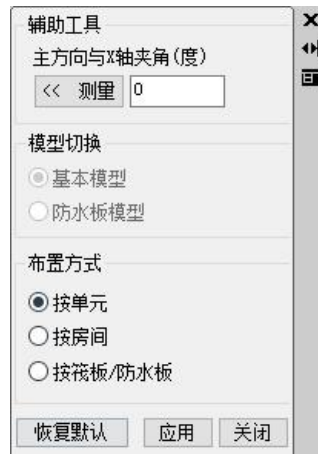 辅助工具
主方向与X轴夹角(度)
<< 测量 0
模型切换
基本模型
防水板模型
布置方式
按单元
按房间
按筏板/防水板
恢复默认 应用 关闭